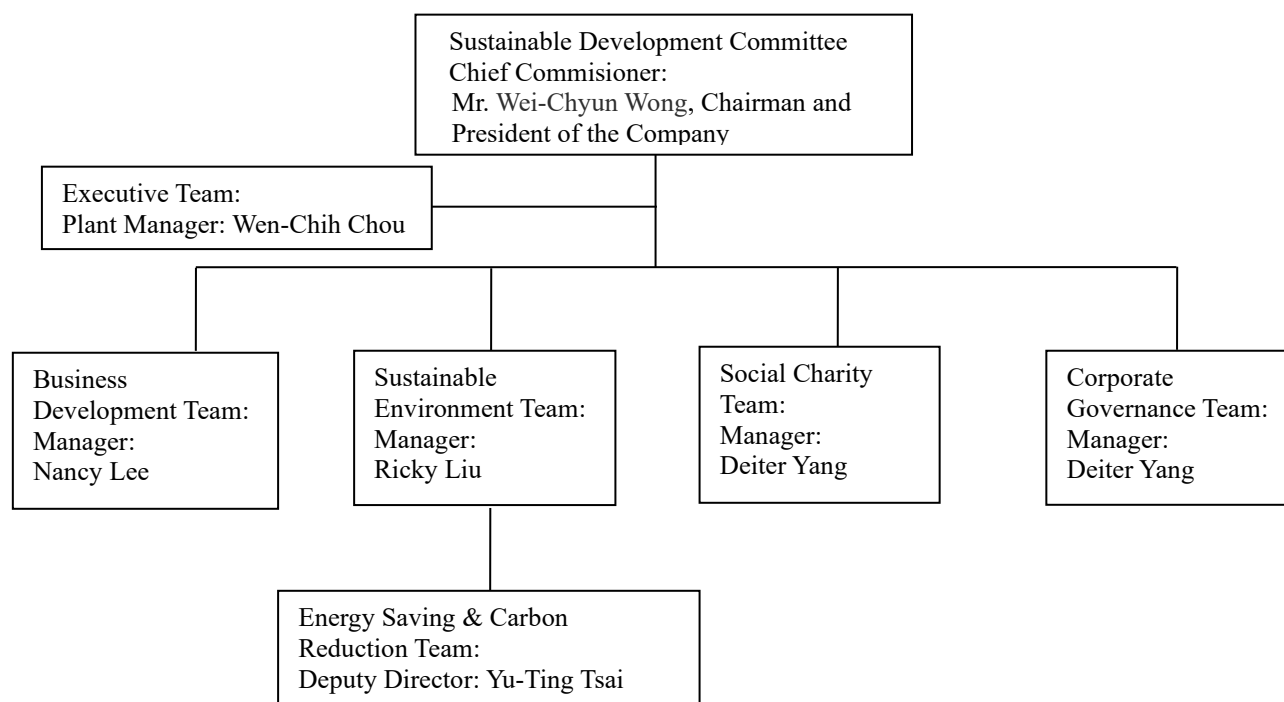 Sustainable Development Committee
Chief Commisioner:
Mr. Wei-Chyun Wong, Chairman and
President of the Company
Executive Team:
Plant Manager: Wen-Chih Chou
Business
Development Team:
Manager:
Nancy Lee
Sustainable
Environment Team:
Manager:
Ricky Liu
Social Charity
Team:
Manager:
Deiter Yang
Corporate
Governance Team:
Manager:
Deiter Yang
Energy Saving & Carbon
Reduction Team:
Deputy Director: Yu-Ting Tsai